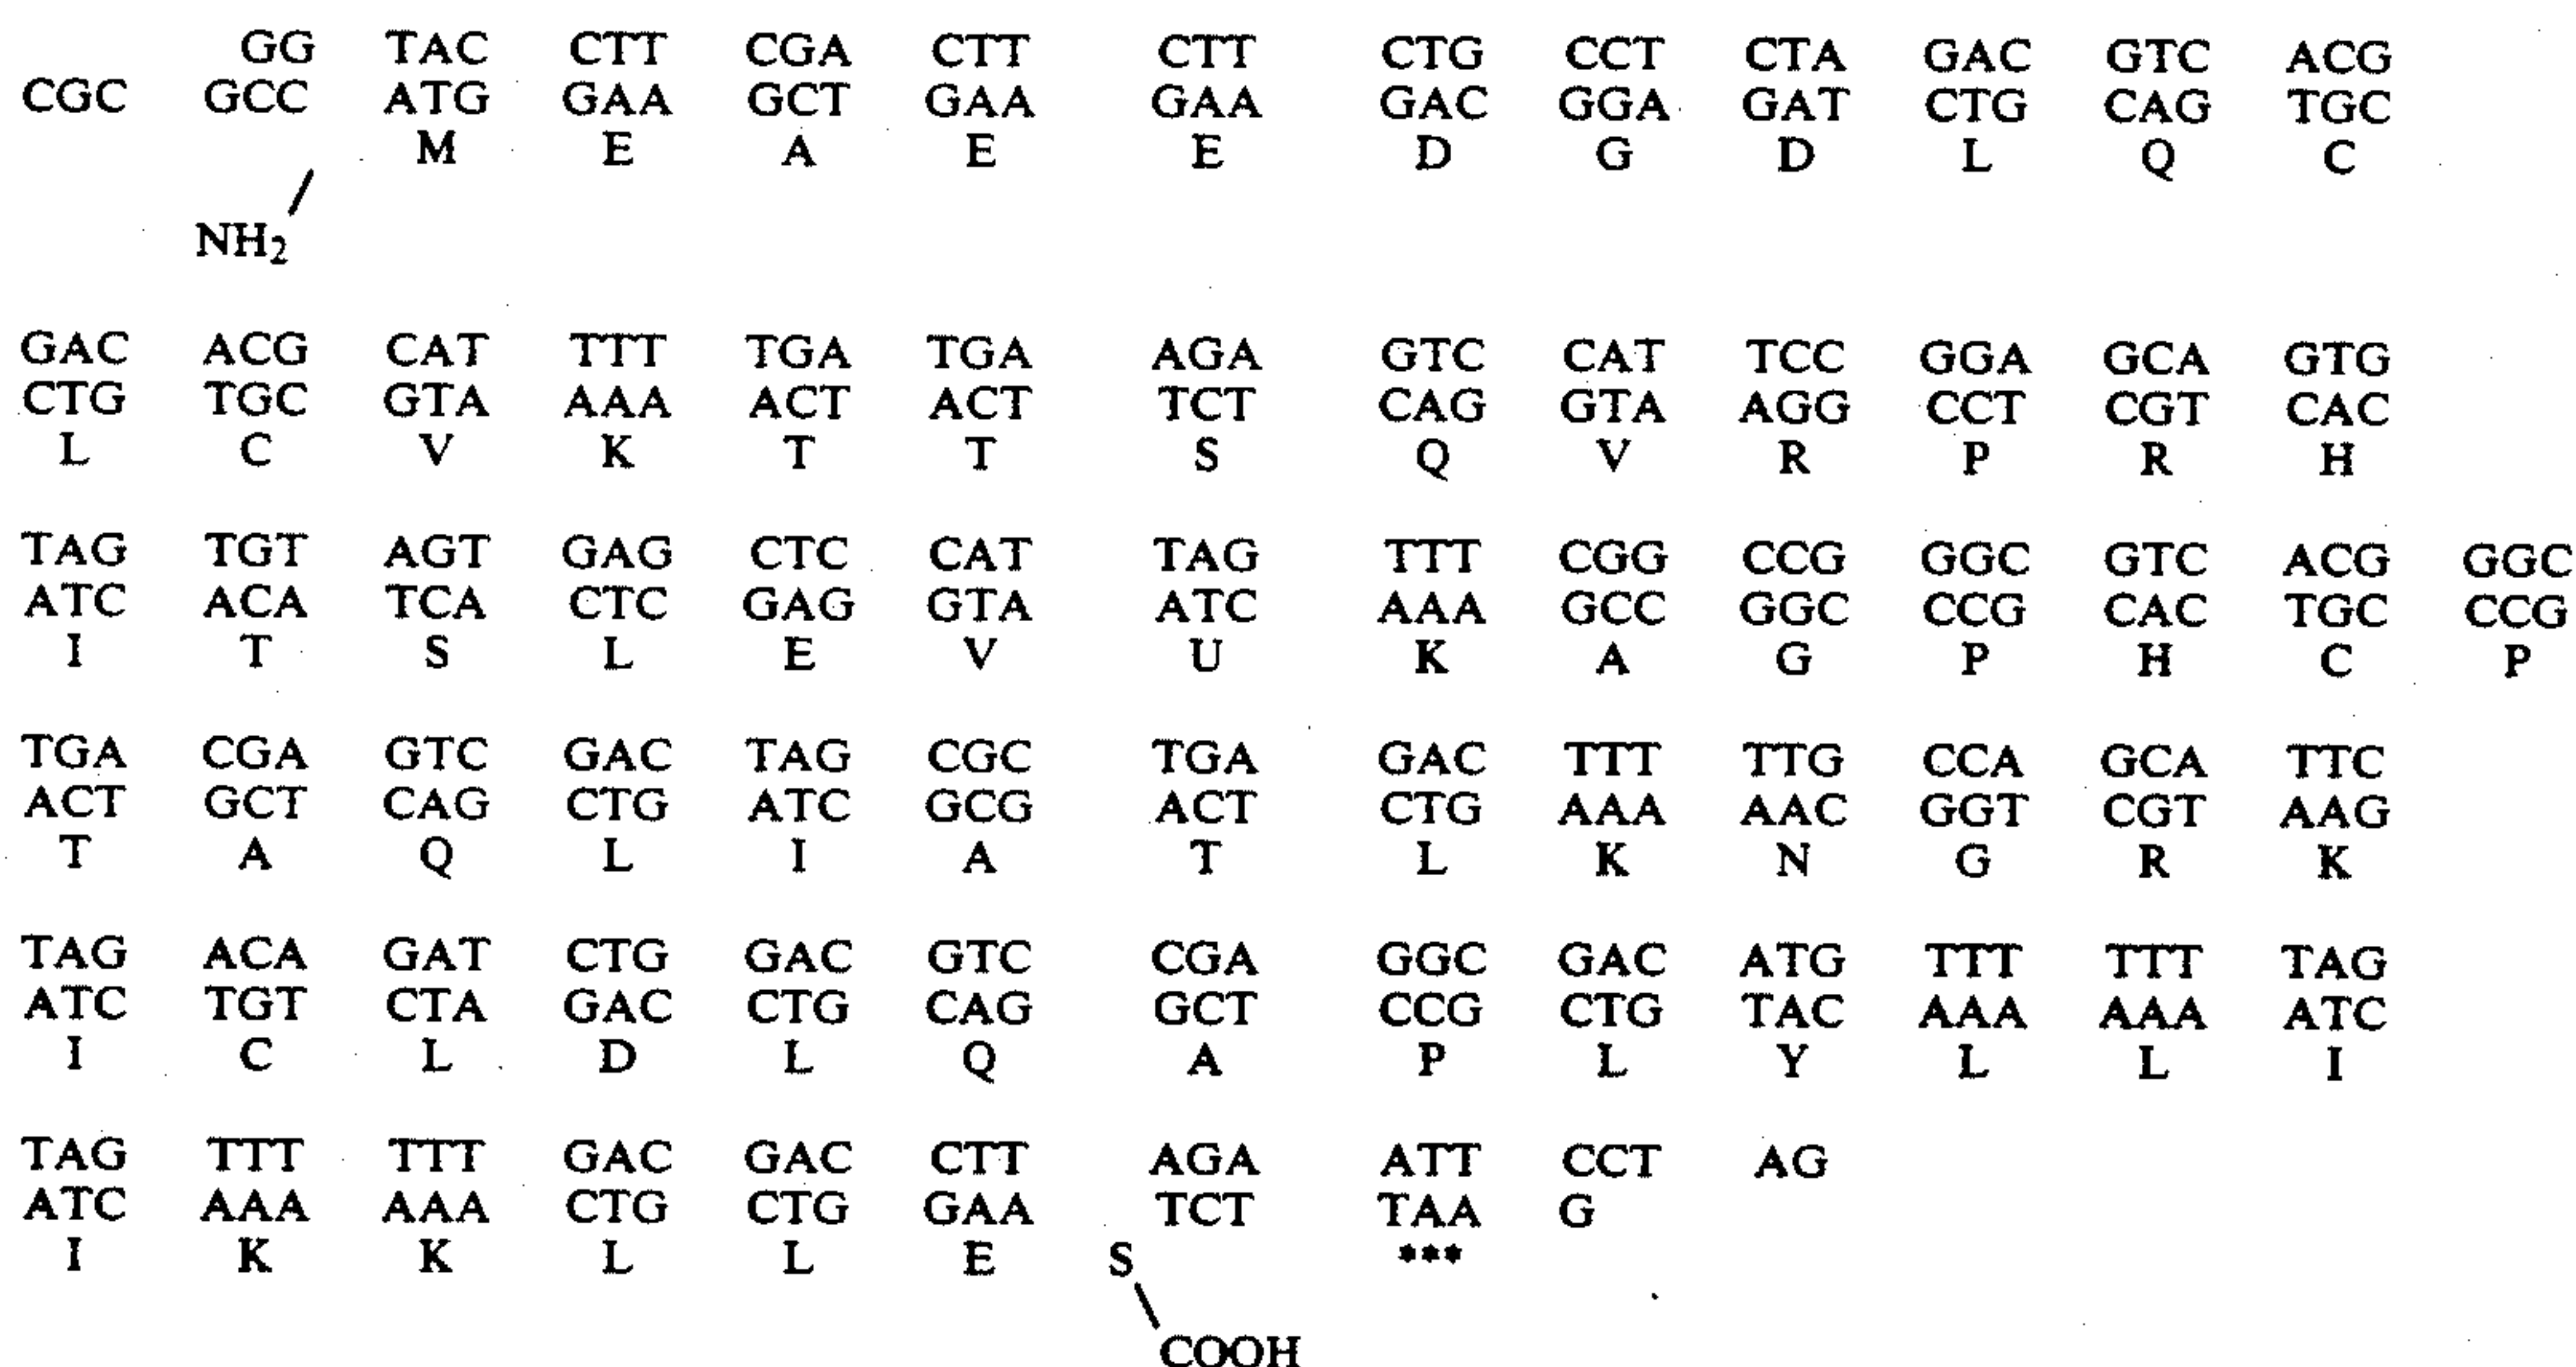 GG TAC CTT CGA CTT CTT CTG CCT CTA GAC GTC ACG
CGC GCC ATG GAA GCT GAA GAA GAC GGA GAT CTG CAG TGC
M E A E E D G D L Q C
NH2
GAC ACG CAT TTT TGA TGA AGA GTC CAT TCC GGA GCA GTG
CTG TGC GTA AAA ACT ACT TCT CAG GTA AGG CCT CGT CAC
L C V K T T S Q V R P R H
TAG TGT AGT GAG CTC CAT TAG TTT CGG CCG GGC GTC ACG GGC
ATC ACA TCA CTC GAG GTA ATC AAA GCC GGC CCG CAC TGC CCG
I T S L E V U K A G P H C P
TGA CGA GTC GAC TAG CGC TGA GAC TTT TTG CCA GCA TTC
ACT GCT CAG CTG ATC GCG ACT CTG AAA AAC GGT CGT AAG
T A Q L I A T L K N G R K
TAG ACA GAT CTG GAC GTC CGA GGC GAC ATG TTT TTT TAG
ATC TGT CTA GAC CTG CAG GCT CCG CTG TAC AAA AAA ATC
I C L D L Q A P L Y L L I
TAG TTT TTT GAC GAC CTT AGA ATT CCT AG
ATC AAA AAA CTG CTG GAA TCT TAA G
I K K L L E S ***
COOH